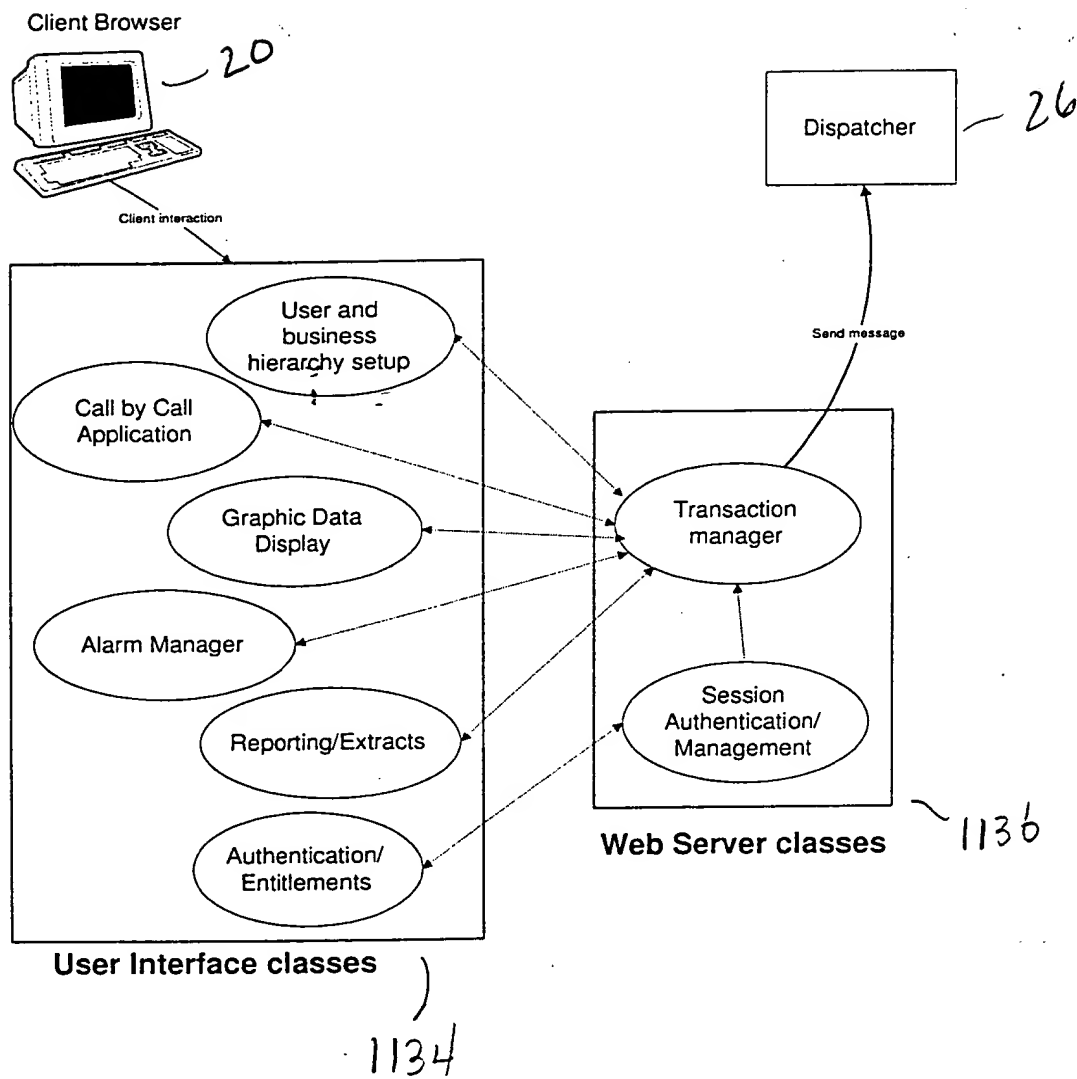 Client Browser
20
Dispatcher
26
Client interaction
User and
business
hierarchy setup
Send message
Call by Call
Application
Graphic Data
Display
Transaction
manager
Alarm Manager
Session
Authentication/
Management
Reporting/Extracts
Authentication/
Entitlements
Web Server classes
1136
User Interface classes
1134